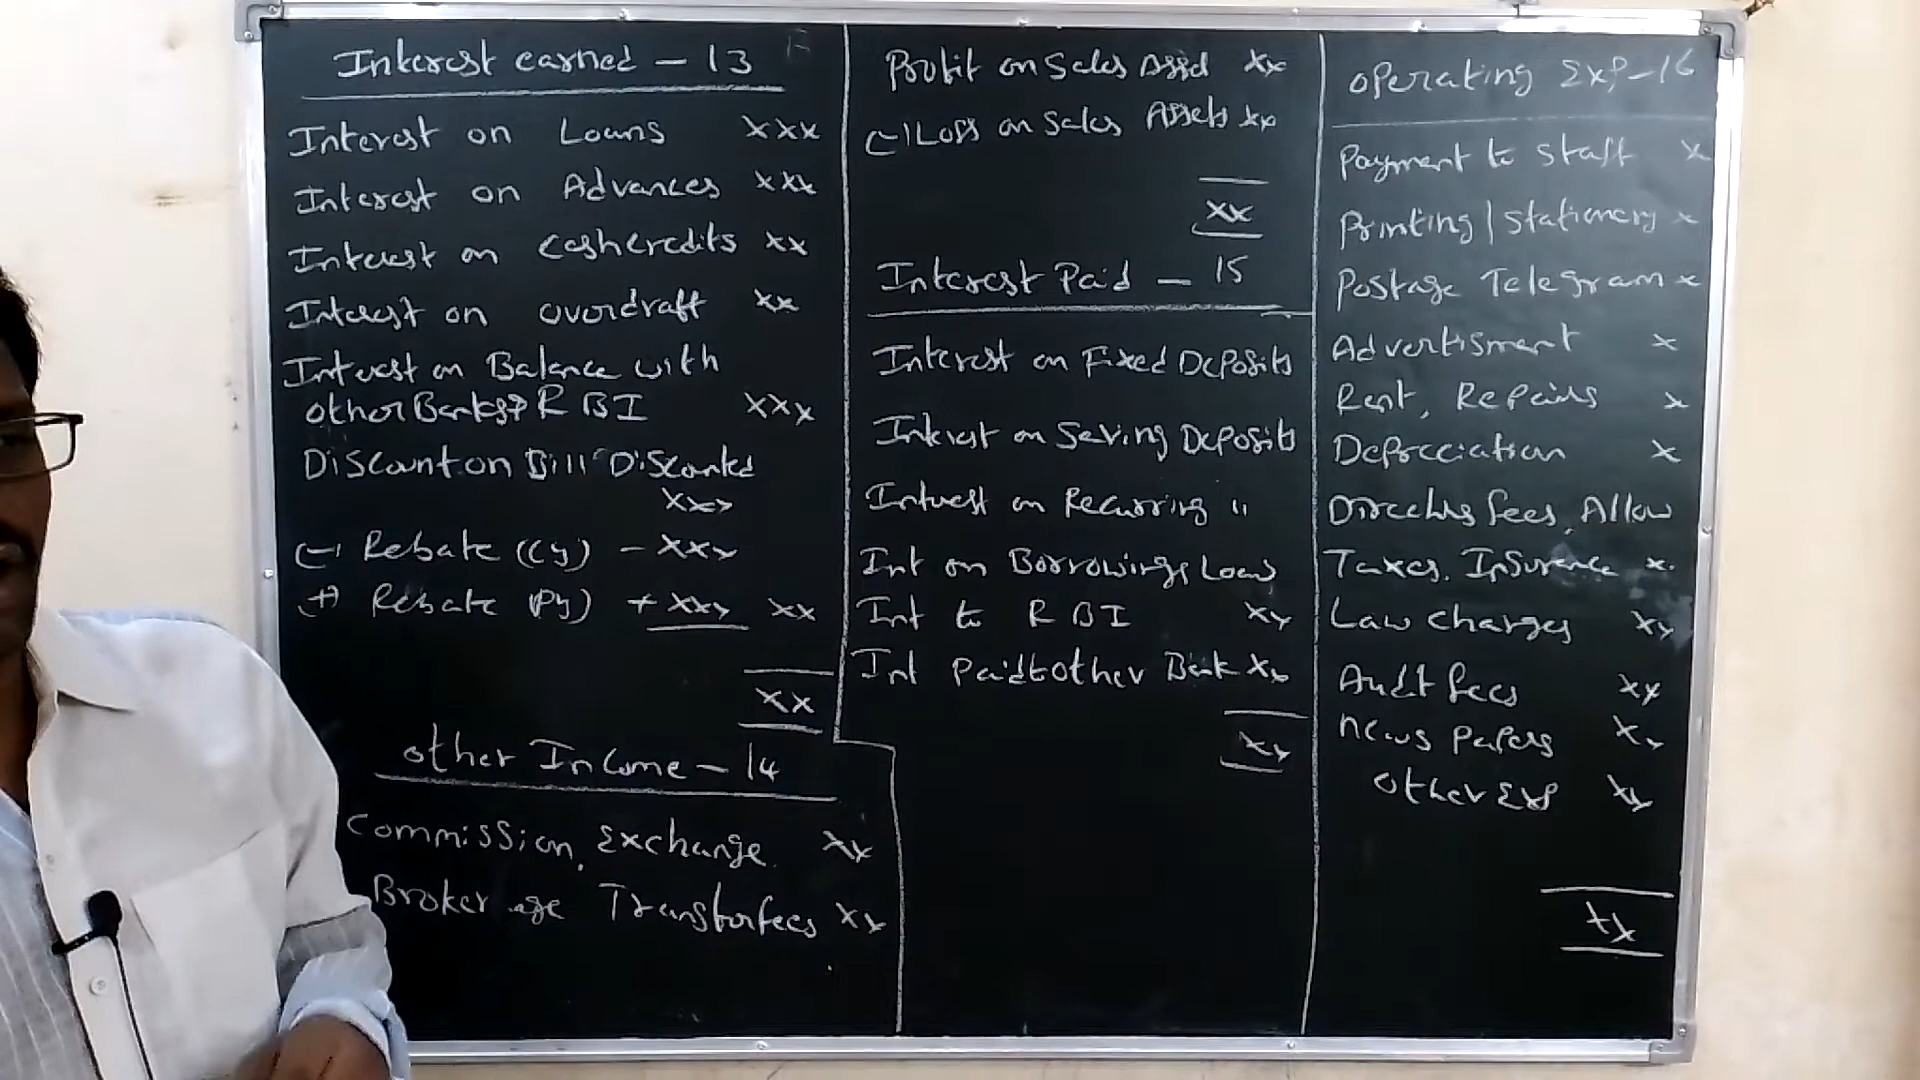 Interest earned - 13
Interest on Loans xxx
Interest on Advances xxx
Interest on cashcredits xx
Interest on overdraft xx
Interest on Balance with
other Banks & RBI xxx
Discount on Bill Discounted
xxx
(-) Rebate (Cy) - xxx
(+) Rebate (Py) + xxx xx
xx
other Income - 14
Commission, Exchange xx
Brokerage Transferfees xx
Profit on Sales Assets xx
(-) Loss on Sales Assets xx
xx
Interest Paid - 15
Interest on Fixed Deposits
Interest on Saving Deposits
Interest on Recurring "
Int on Borrowings Loans
Int to RBI xx
Int Paid to other Bank xx
xx
Operating Exp - 16
Payment to staff x
Printing | Stationery x
Postage Telegram x
Advertisment x
Rent, Repairs x
Depreciation x
Directors fees, Allow
Taxes, Insurance x
Law charges xx
Audit fees xx
News Papers xx
other Exp xx
xx